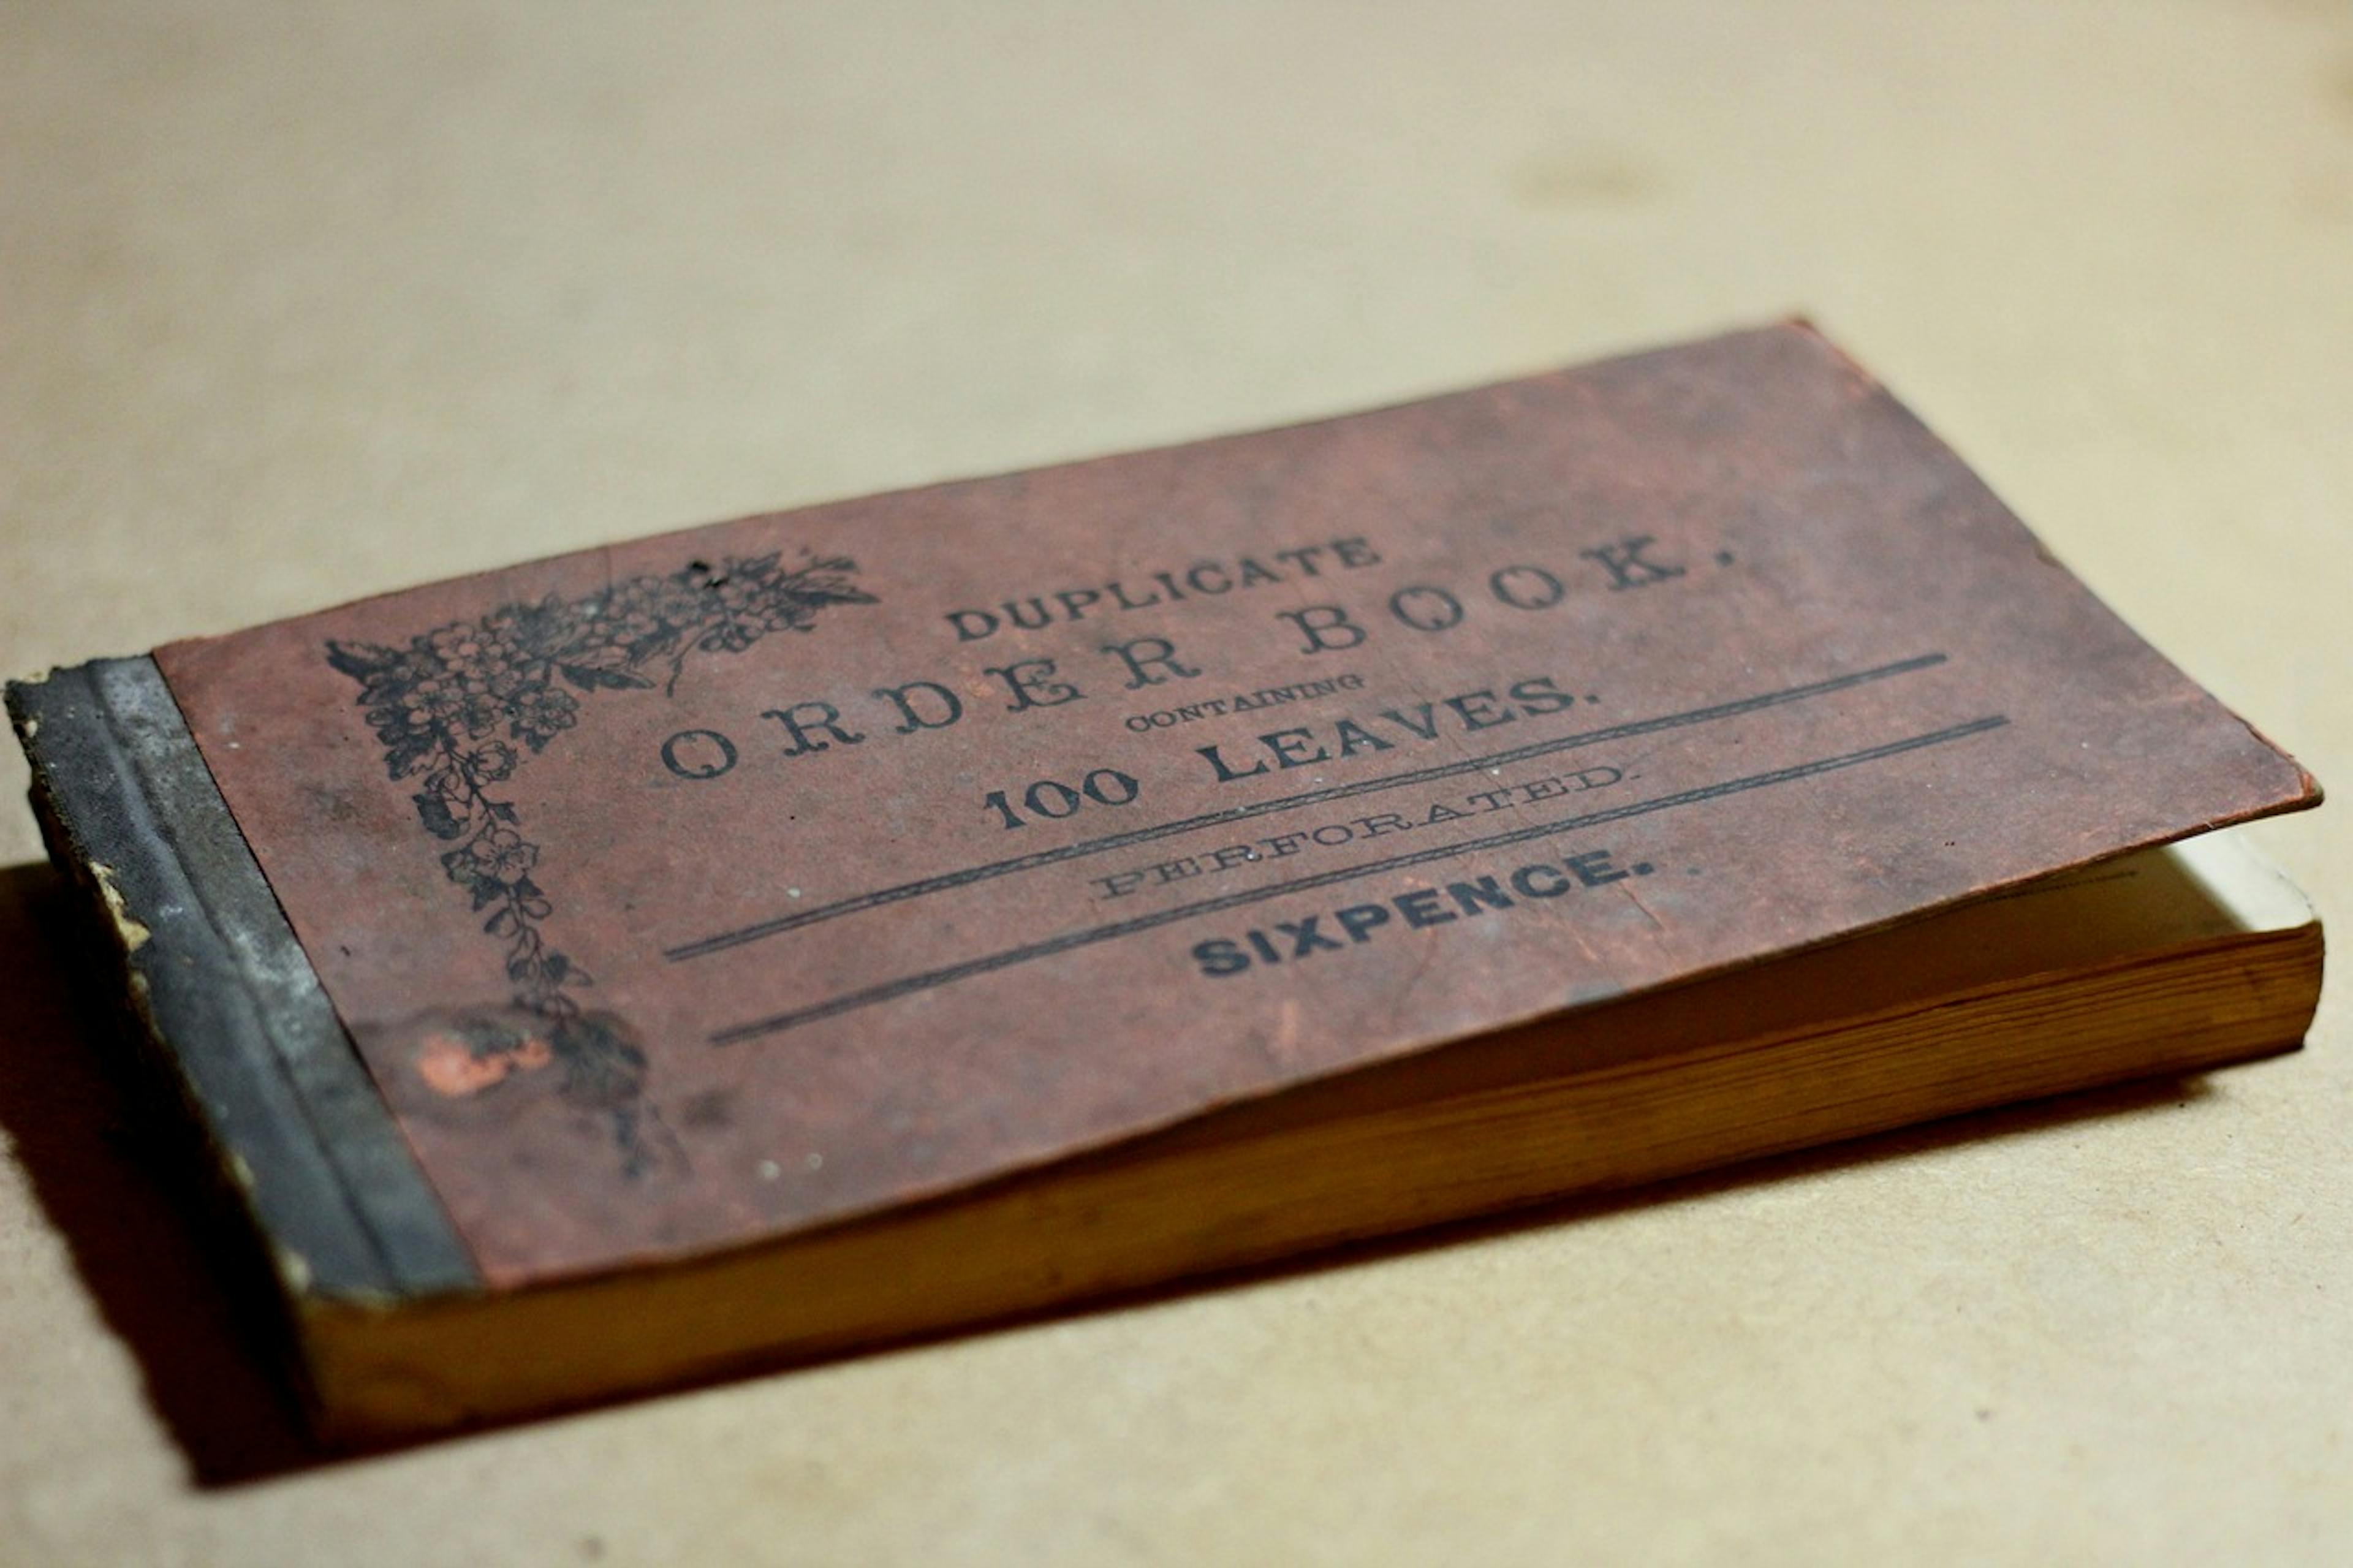 DUPLICATE
ORDER BOOK.
CONTAINING
100 LEAVES.
PERFORATED.
SIXPENCE.